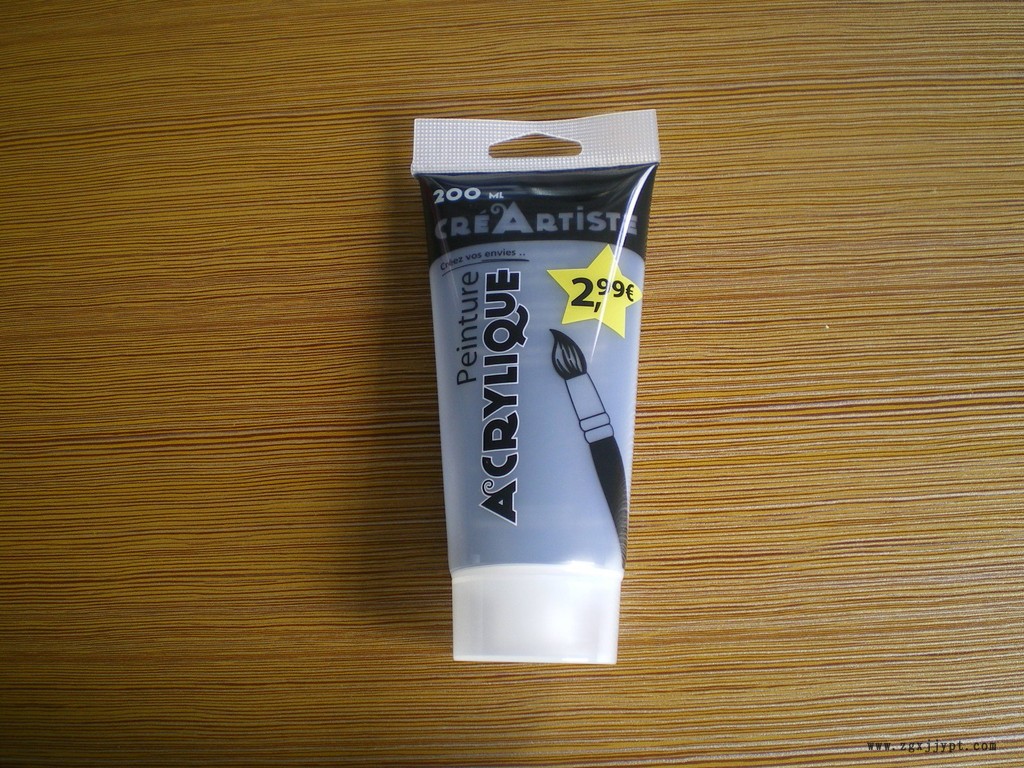 200 ML
CRÉARTISTE
Créez vos envies ..
Peinture
ACRYLIQUE
2,99€
www.zgxjjypt.com